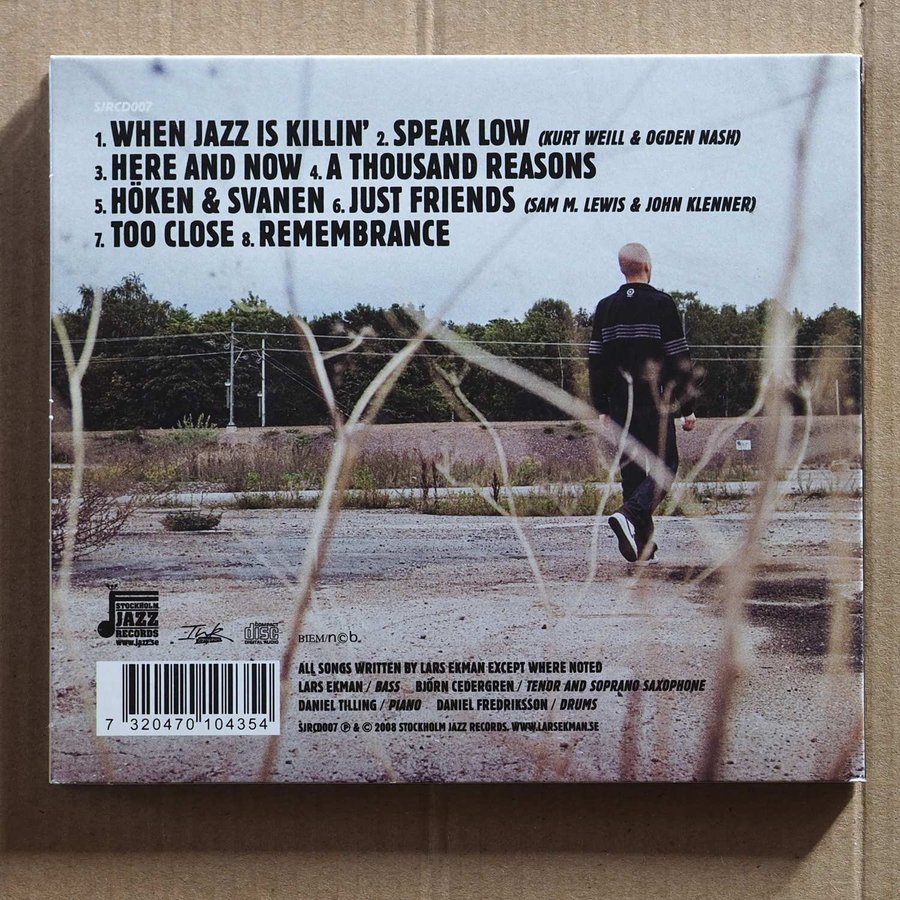 SJRCD007
1. WHEN JAZZ IS KILLIN' 2. SPEAK LOW (KURT WEILL & OGDEN NASH)
3. HERE AND NOW 4. A THOUSAND REASONS
5. HÖKEN & SVANEN 6. JUST FRIENDS (SAM M. LEWIS & JOHN KLENNER)
7. TOO CLOSE 8. REMEMBRANCE
STOCKHOLM
JAZZ
RECORDS
www.jazz.se
COMPACT
disc
DIGITAL AUDIO
BIEM/n©b
ALL SONGS WRITTEN BY LARS EKMAN EXCEPT WHERE NOTED
LARS EKMAN / BASS BJÖRN CEDERGREN / TENOR AND SOPRANO SAXOPHONE
DANIEL TILLING / PIANO DANIEL FREDRIKSSON / DRUMS
SJRCD007 ℗ & © 2008 STOCKHOLM JAZZ RECORDS. WWW.LARSEKMAN.SE
7 320470 104354